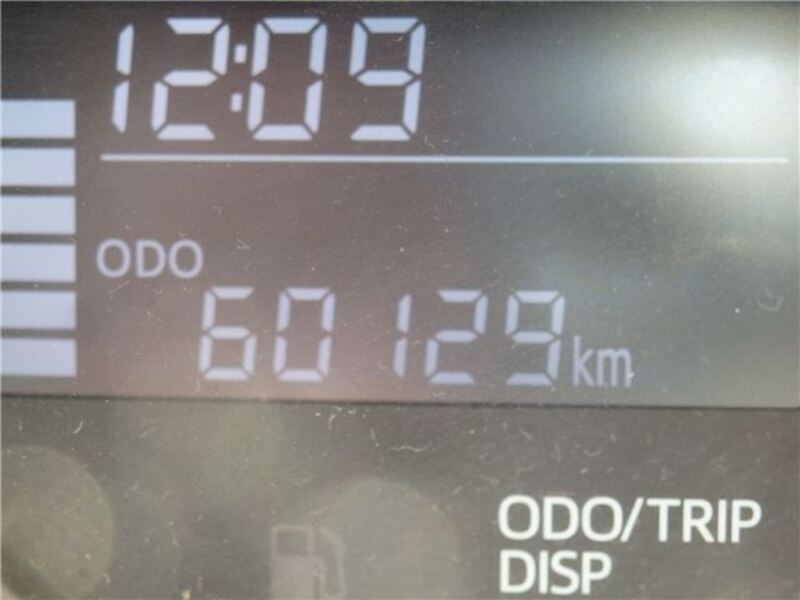 12:09
ODO
60129km
ODO/TRIP
DISP